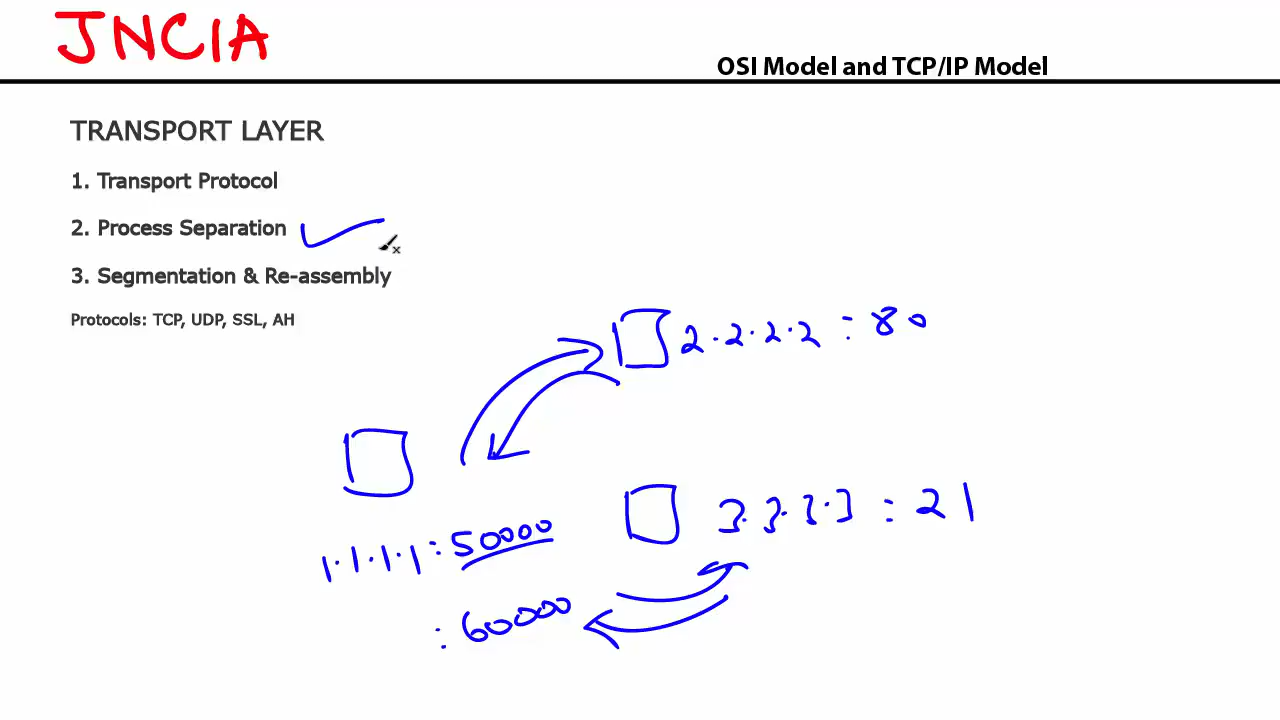 JNCIA
OSI Model and TCP/IP Model
TRANSPORT LAYER
1. Transport Protocol
2. Process Separation
3. Segmentation & Re-assembly
Protocols: TCP, UDP, SSL, AH
2.2.2.2 : 80
3.3.3.3 : 21
1.1.1.1 : 50000
: 60000